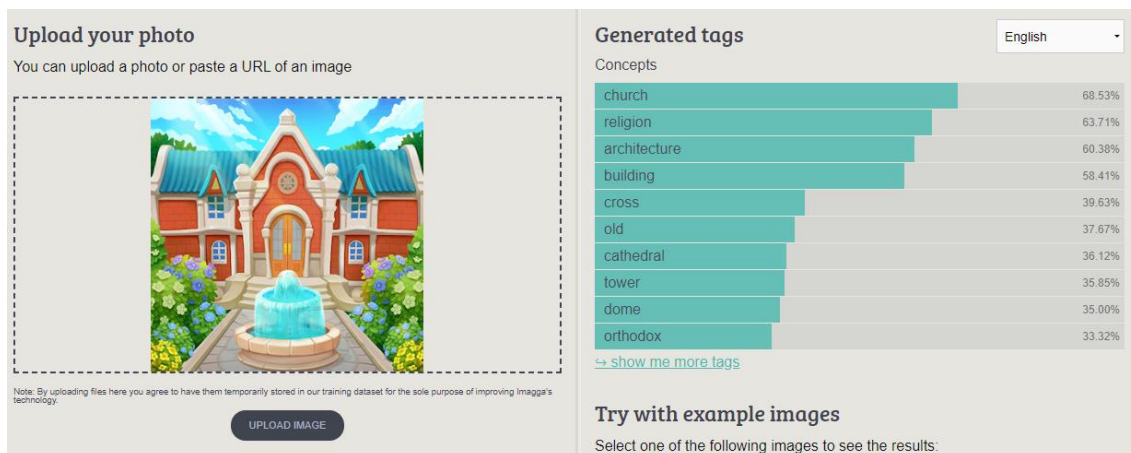 Upload your photo
You can upload a photo or paste a URL of an image
Note: By uploading files here you agree to have them temporarily stored in our training dataset for the sole purpose of improving Imagga's
technology.
UPLOAD IMAGE
Generated tags
English
Concepts
church 68.53%
religion 63.71%
architecture 60.38%
building 58.41%
cross 39.63%
old 37.67%
cathedral 36.12%
tower 35.85%
dome 35.00%
orthodox 33.32%
↪ show me more tags
Try with example images
Select one of the following images to see the results: